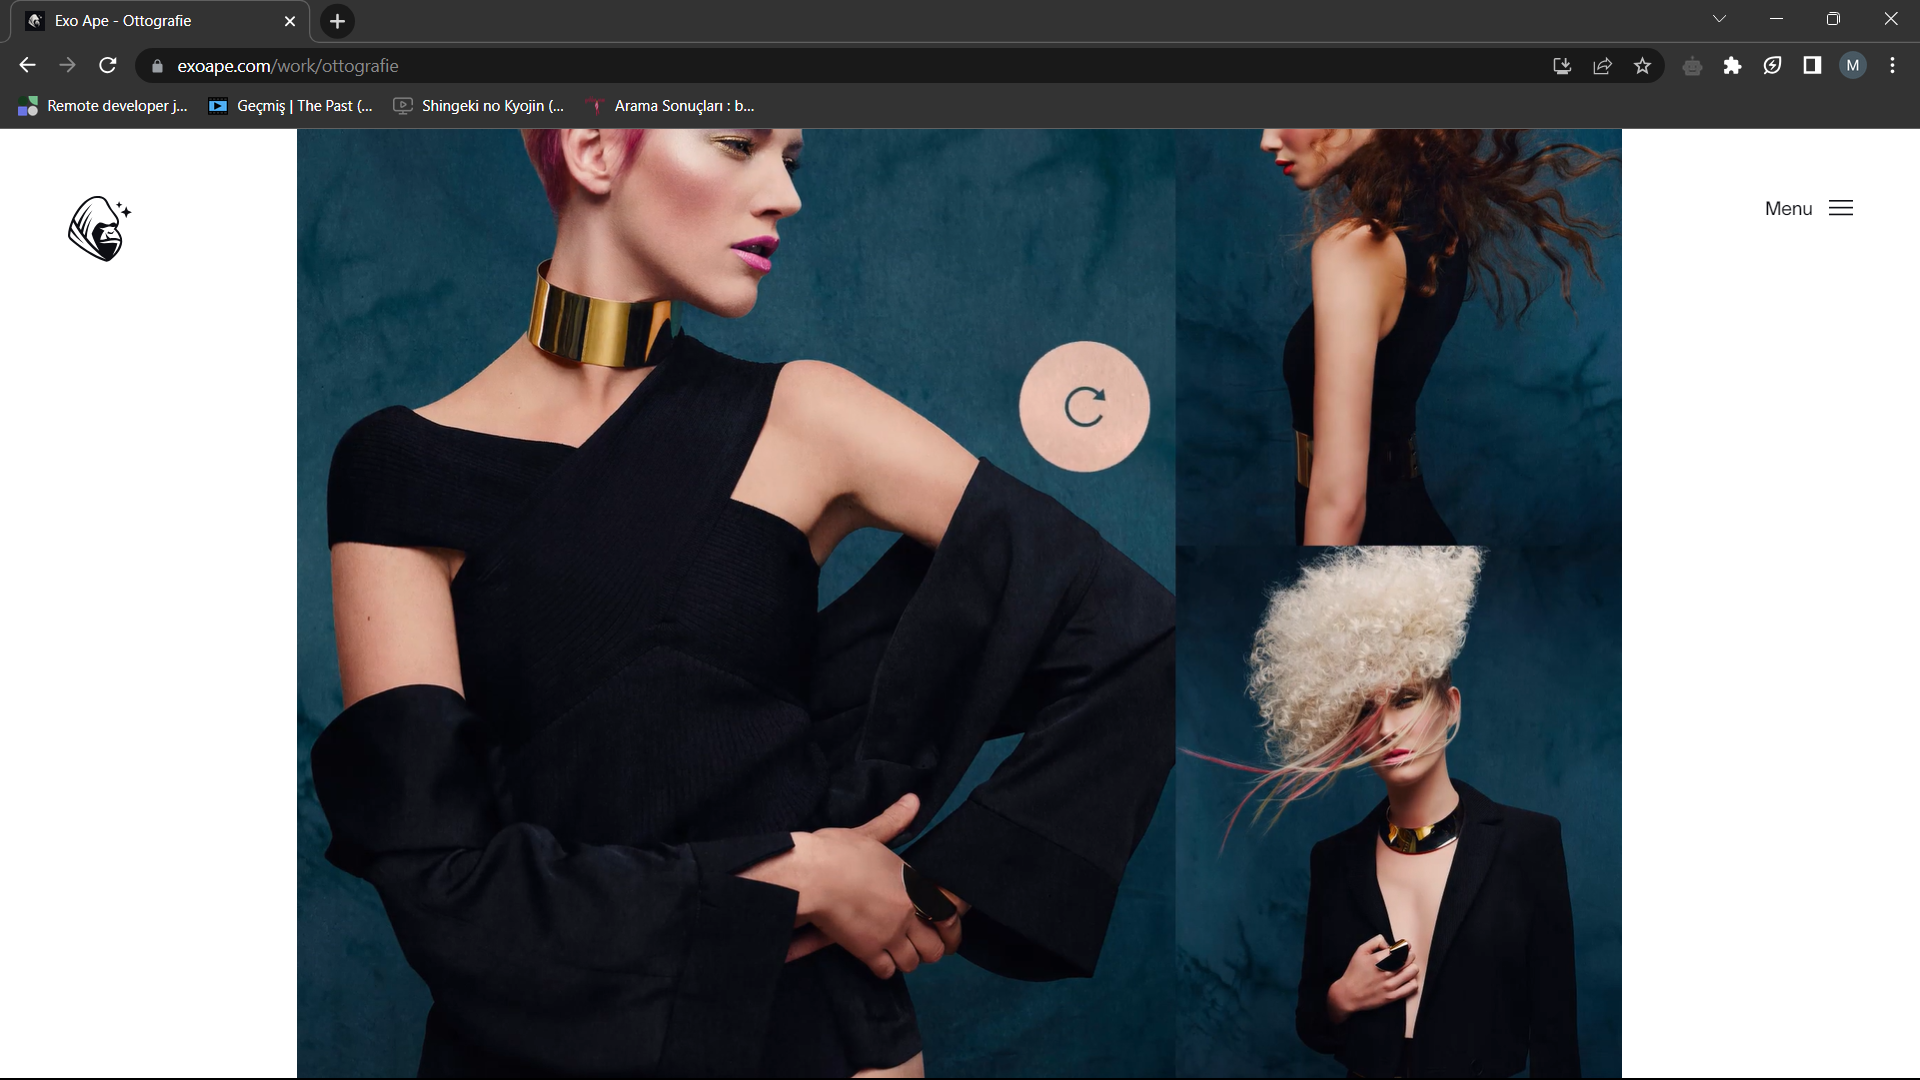 Exo Ape - Ottografie
exoape.com/work/ottografie
M
Remote developer j...
Geçmiş | The Past (...
Shingeki no Kyojin (...
Arama Sonuçları : b...
Menu